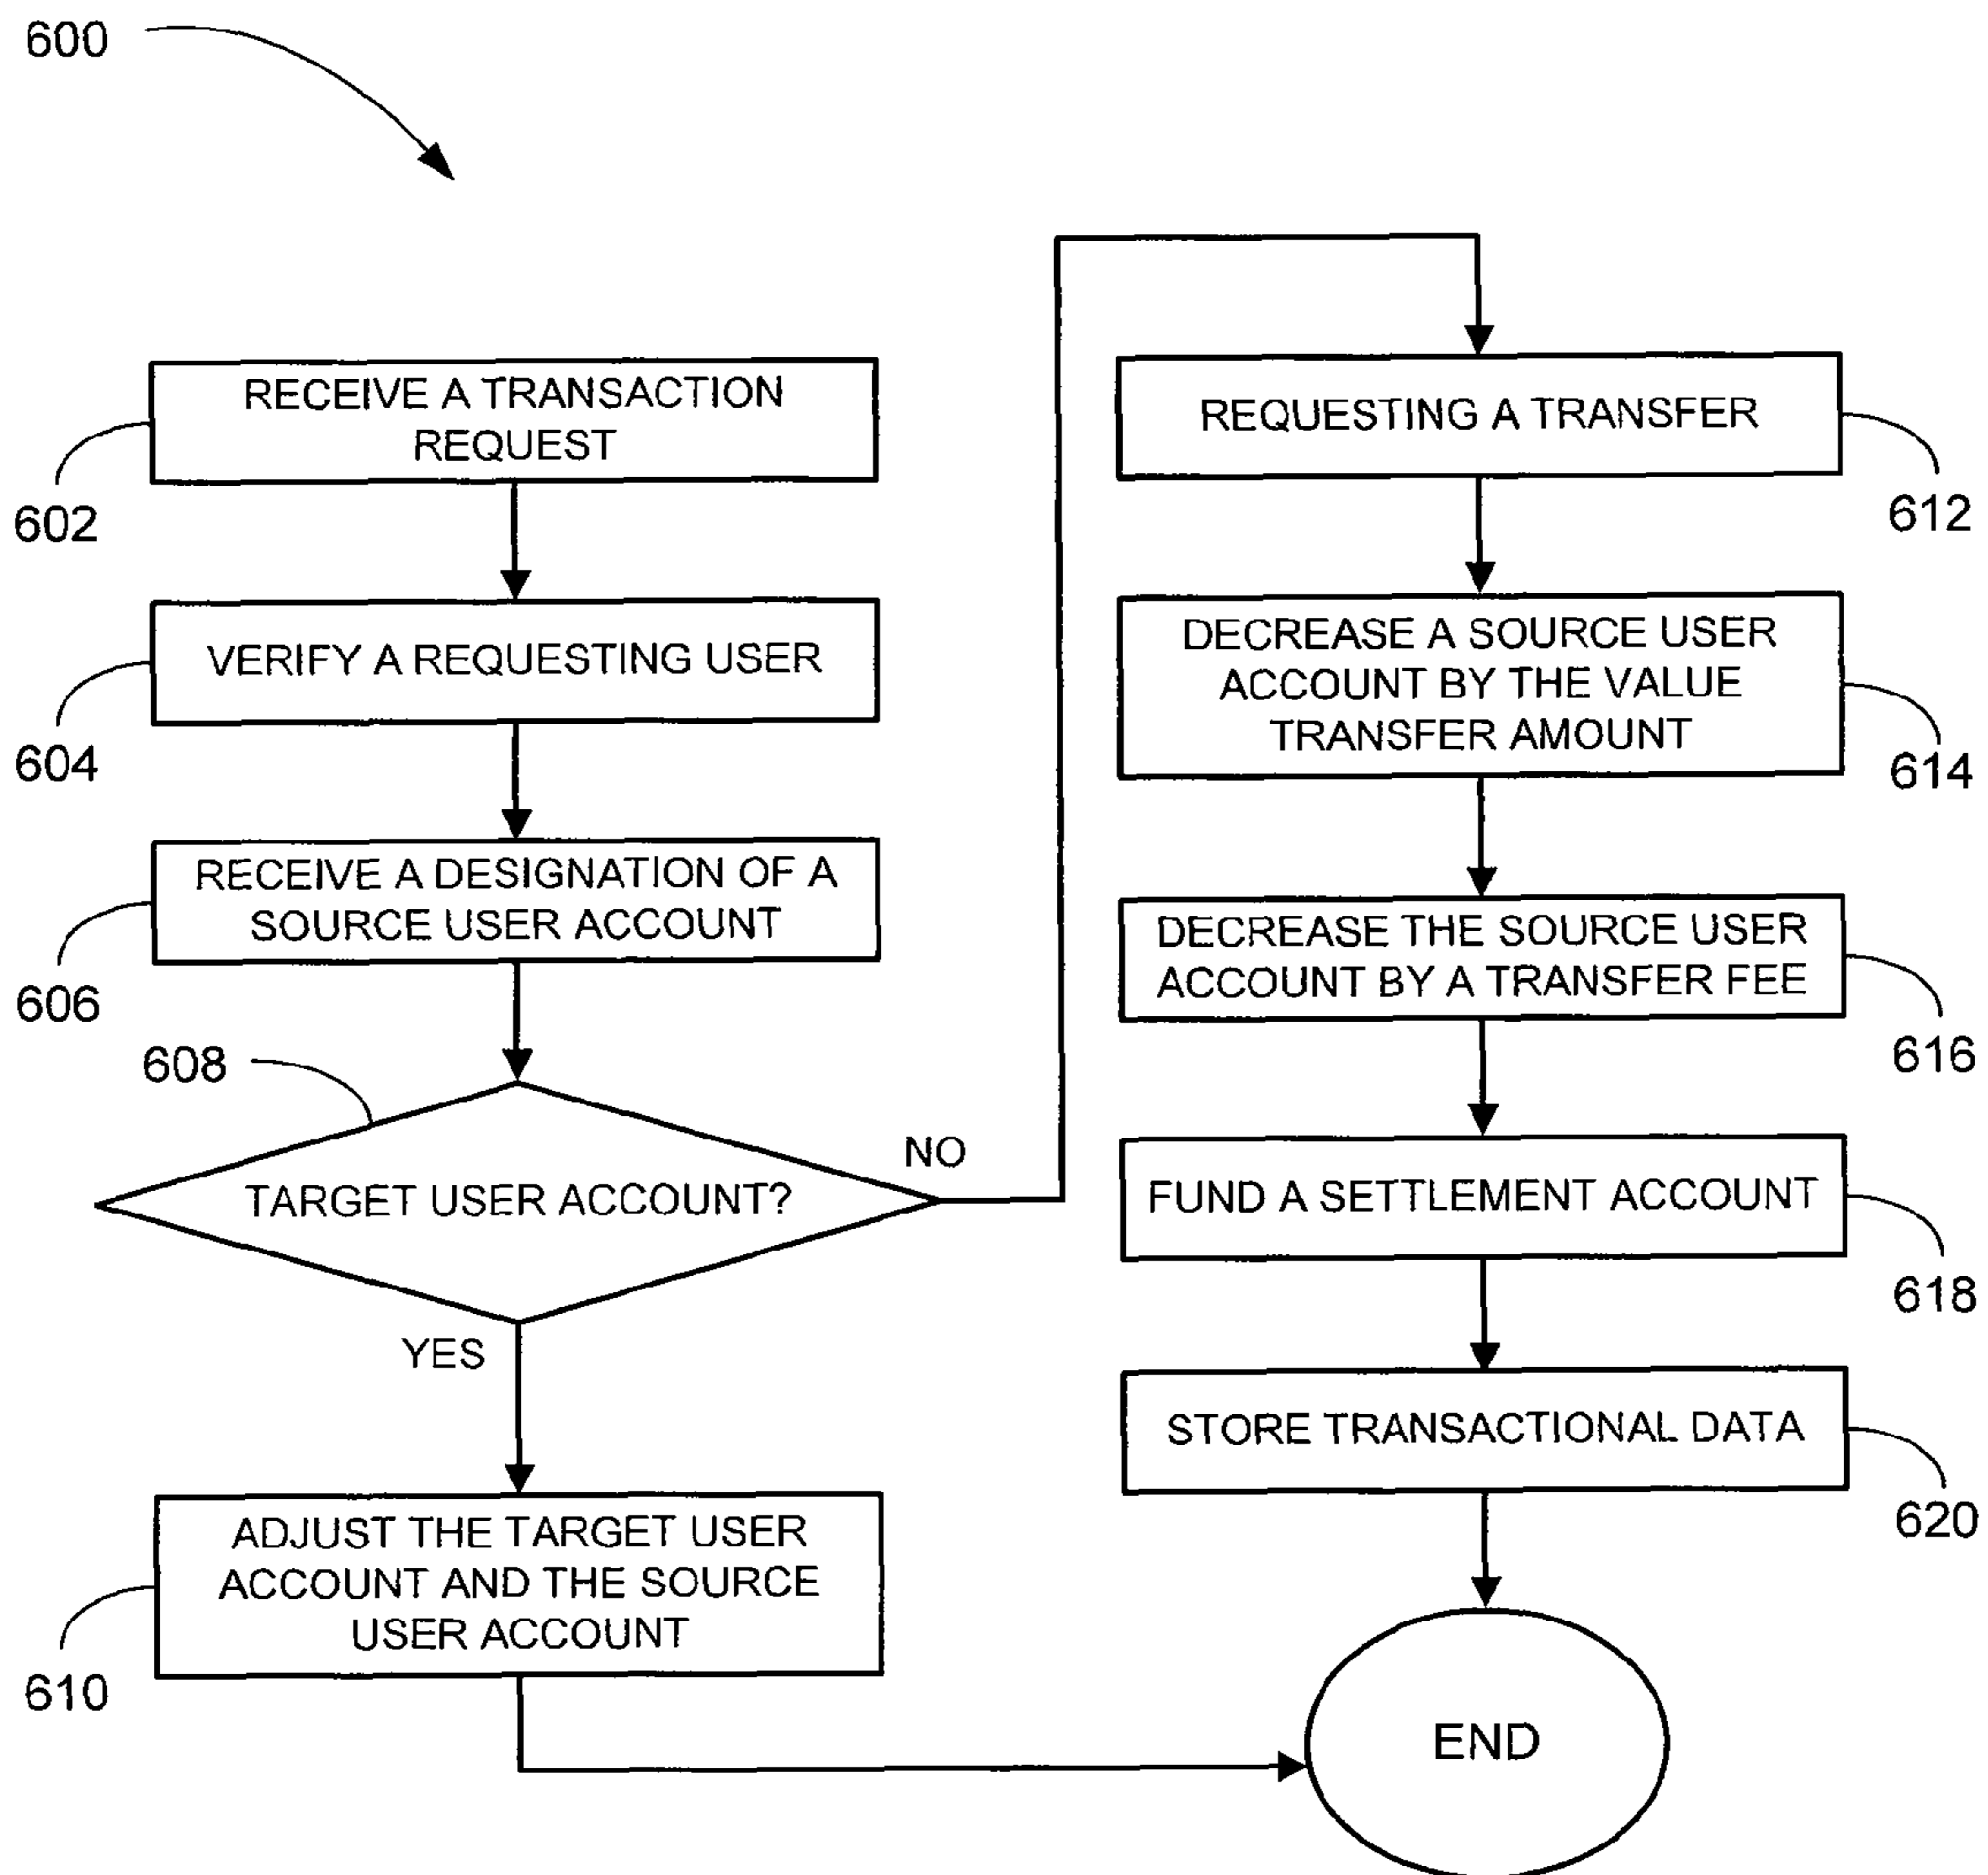 600
RECEIVE A TRANSACTION
REQUEST
602
VERIFY A REQUESTING USER
604
RECEIVE A DESIGNATION OF A
SOURCE USER ACCOUNT
606
608
TARGET USER ACCOUNT?
NO
YES
ADJUST THE TARGET USER
ACCOUNT AND THE SOURCE
USER ACCOUNT
610
REQUESTING A TRANSFER
612
DECREASE A SOURCE USER
ACCOUNT BY THE VALUE
TRANSFER AMOUNT
614
DECREASE THE SOURCE USER
ACCOUNT BY A TRANSFER FEE
616
FUND A SETTLEMENT ACCOUNT
618
STORE TRANSACTIONAL DATA
620
END